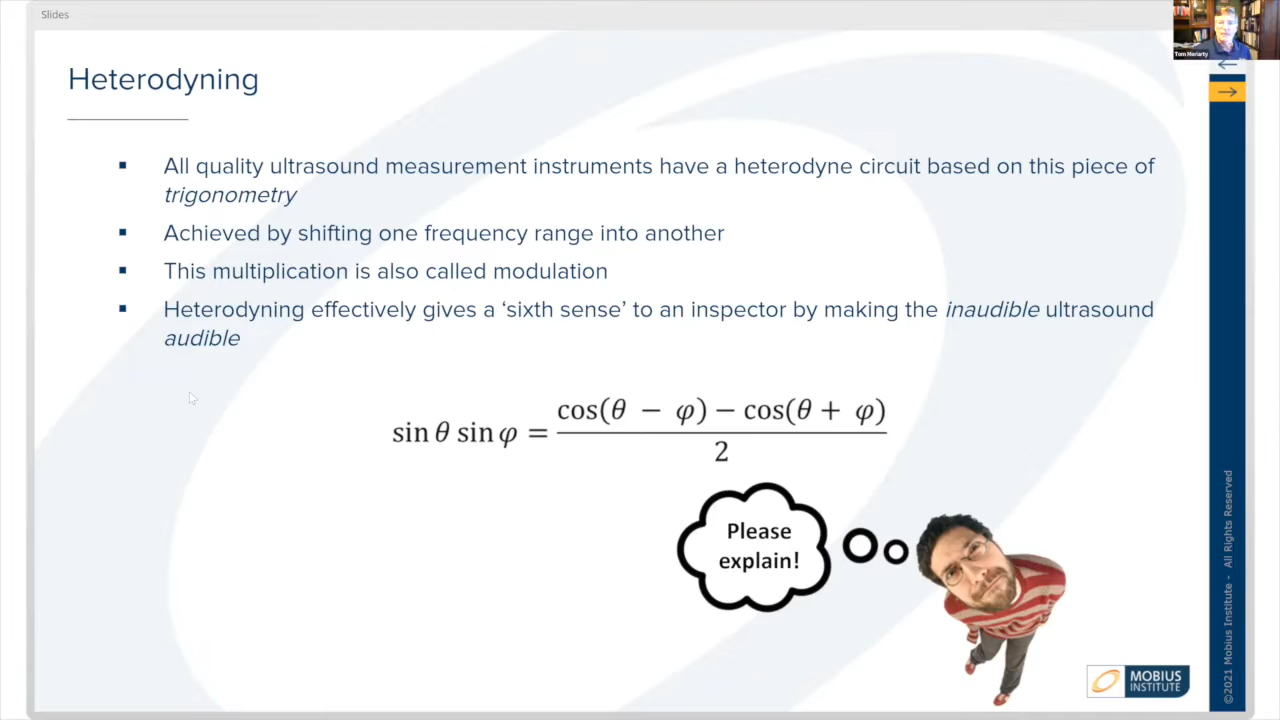 Slides
Tom Moriarty
Heterodyning
▪ All quality ultrasound measurement instruments have a heterodyne circuit based on this piece of
trigonometry
▪ Achieved by shifting one frequency range into another
▪ This multiplication is also called modulation
▪ Heterodyning effectively gives a ‘sixth sense’ to an inspector by making the inaudible ultrasound
audible
sin θ sin φ = (cos(θ − φ) − cos(θ + φ)) / 2
Please
explain!
MOBIUS
INSTITUTE
©2021 Mobius Institute - All Rights Reserved